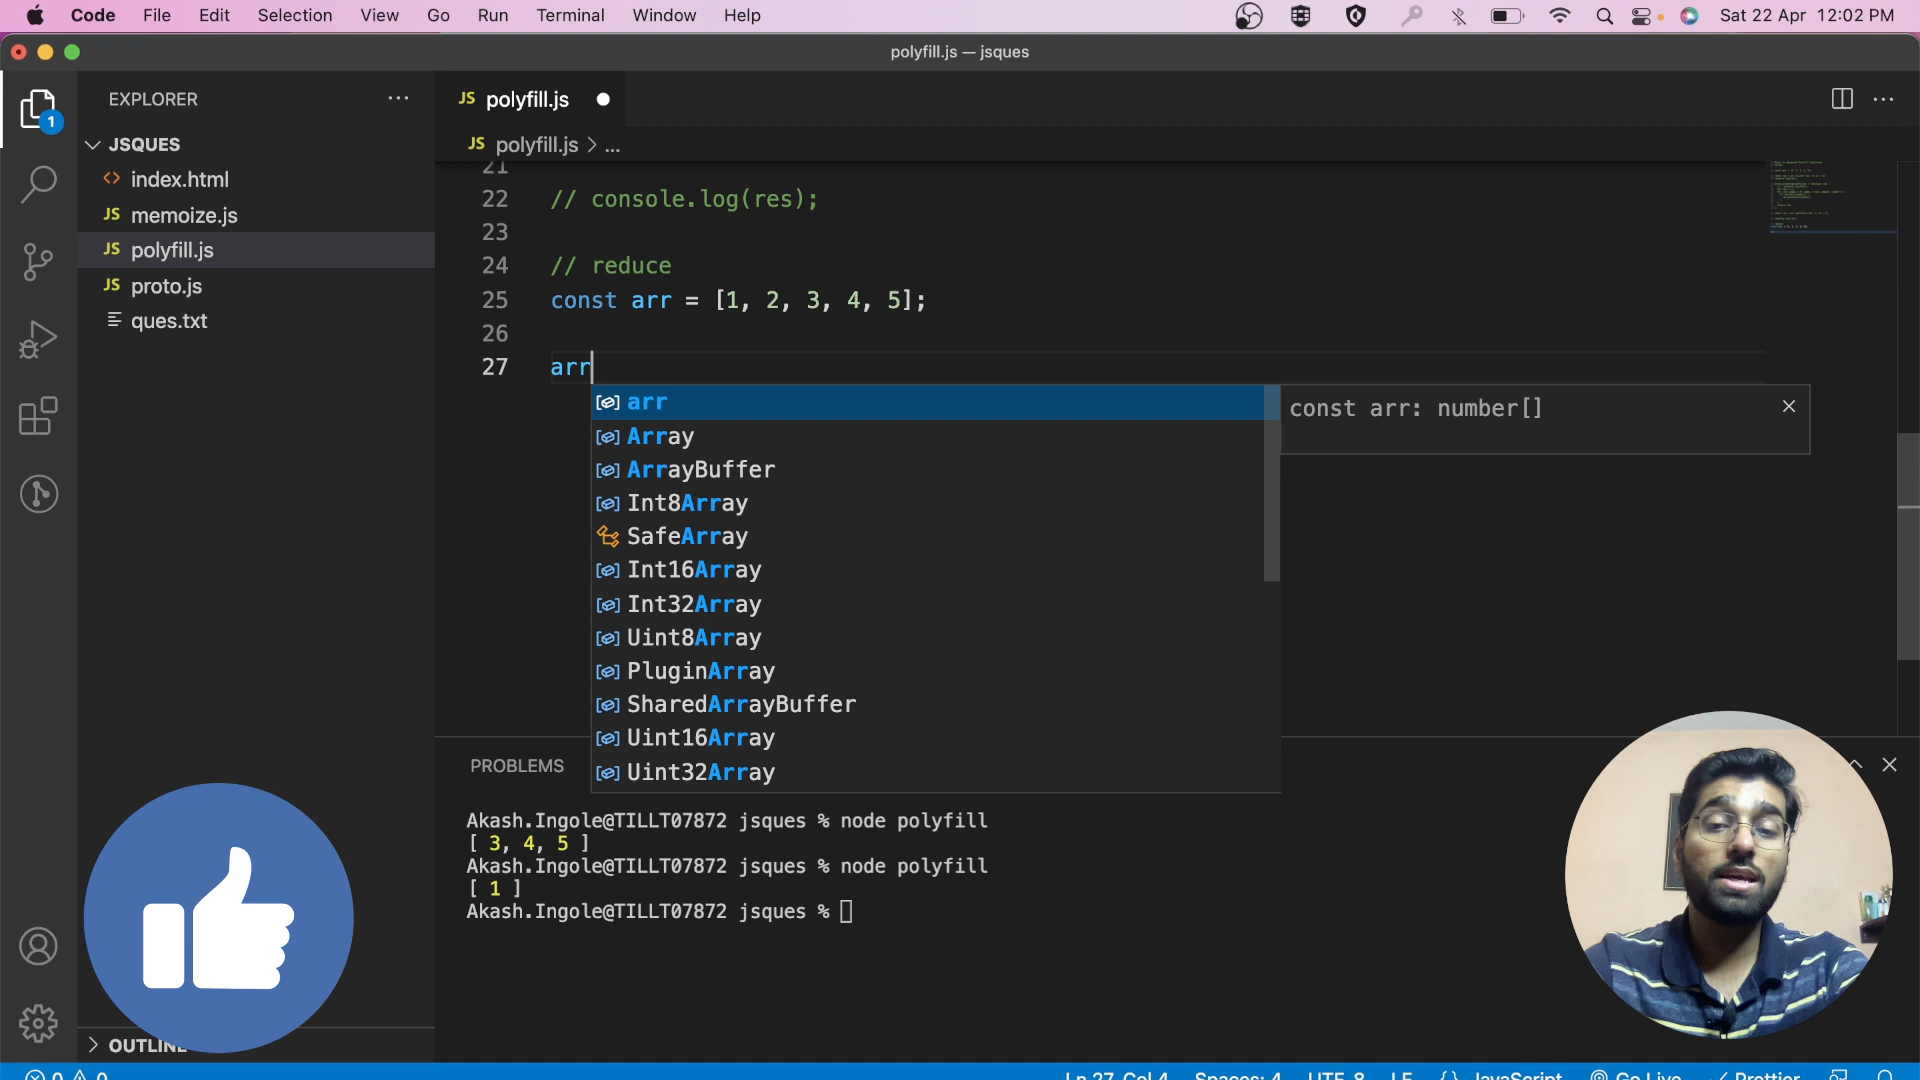 Code File Edit Selection View Go Run Terminal Window Help Sat 22 Apr 12:02 PM
polyfill.js — jsques
EXPLORER
JS polyfill.js
1
JSQUES
JS polyfill.js > ...
index.html
JS memoize.js
JS polyfill.js
JS proto.js
ques.txt
21
22 // console.log(res);
23
24 // reduce
25 const arr = [1, 2, 3, 4, 5];
26
27 arr
arr
const arr: number[]
Array
ArrayBuffer
Int8Array
SafeArray
Int16Array
Int32Array
Uint8Array
PluginArray
SharedArrayBuffer
Uint16Array
Uint32Array
PROBLEMS
Akash.Ingole@TILLT07872 jsques % node polyfill
[ 3, 4, 5 ]
Akash.Ingole@TILLT07872 jsques % node polyfill
[ 1 ]
Akash.Ingole@TILLT07872 jsques %
OUTLINE
0 0 Ln 27, Col 4 Spaces: 4 UTF-8 LF {} JavaScript Go Live ✓ Prettier